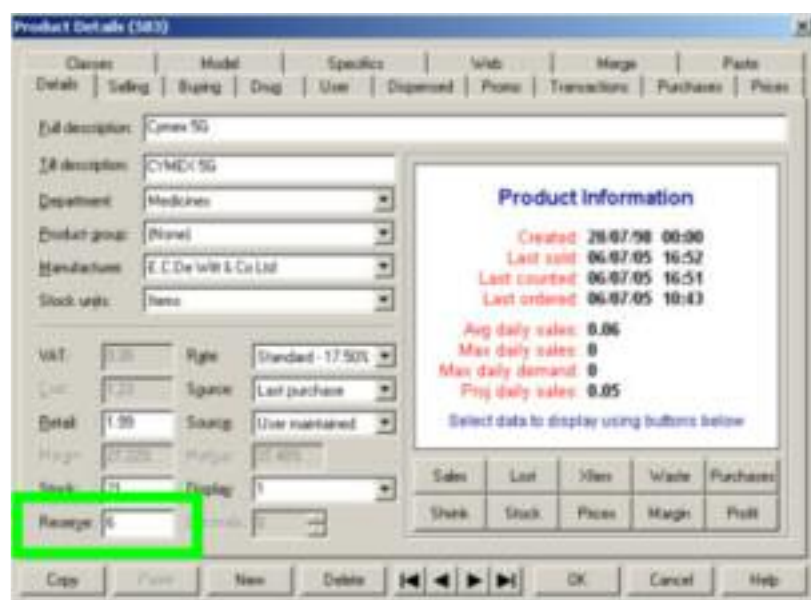 Product Details (583)
Classes Model Specifics Web Merge Paste
Details Selling Buying Drug User Dispensed Promo Transactions Purchases Prices
Full description: Cymex 5G
Till description: CYMEX 5G
Department: Medicines
Product group: (None)
Manufacturer: E.C.De Witt & Co Ltd
Stock units: Items
Product Information
Created: 28/07/98 00:00
Last sold: 06/07/05 16:52
Last counted: 06/07/05 16:51
Last ordered: 06/07/05 10:43
Avg daily sales: 0.06
Max daily sales: 0
Max daily demand: 0
Proj daily sales: 0.05
Select data to display using buttons below
VAT: Rate: Standard - 17.50%
Source: Last purchase
Retail: 1.99 Source: User maintained
Margin: Margin:
Stock: 21 Display: 1
Reserve: 6
Sales Lost Xfers Waste Purchases
Shrink Stock Prices Margin Profit
Copy Paste New Delete OK Cancel Help